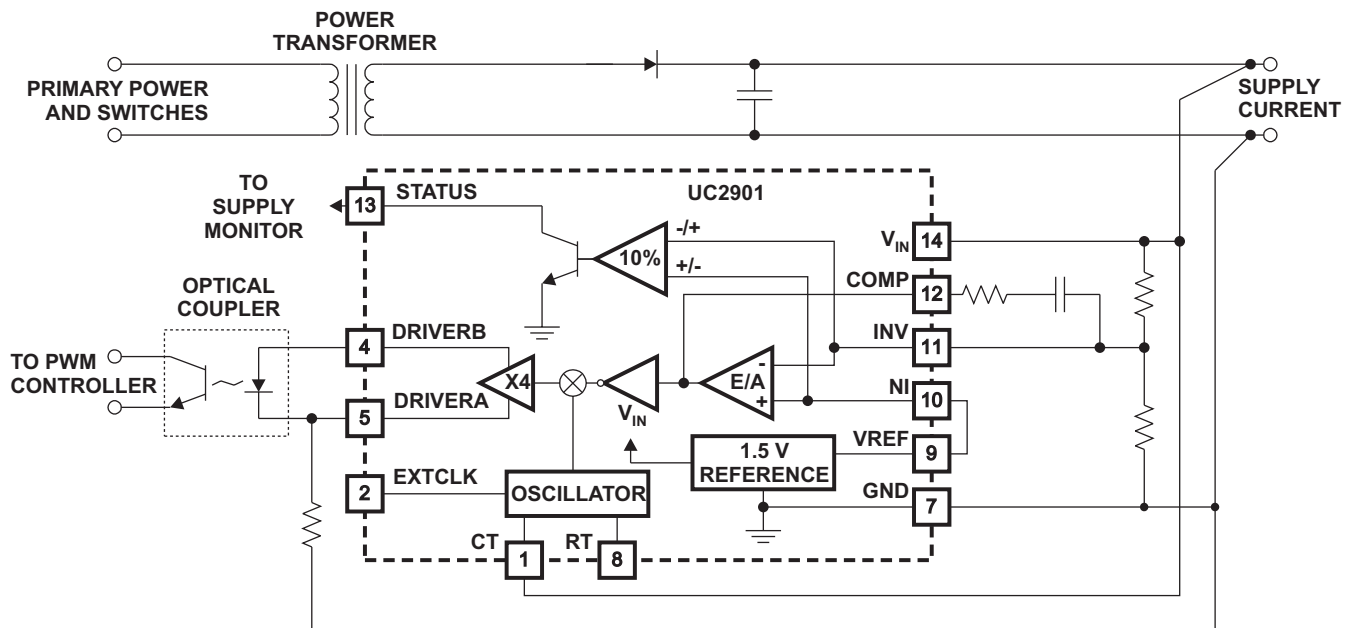 POWER
TRANSFORMER
PRIMARY POWER
AND SWITCHES
SUPPLY
CURRENT
TO
SUPPLY
MONITOR
13
STATUS
UC2901
10%
-/+
+/-
VIN
14
COMP
12
INV
11
NI
10
VREF
9
GND
7
OPTICAL
COUPLER
TO PWM
CONTROLLER
4
DRIVERB
5
DRIVERA
X4
VIN
E/A
-
+
1.5 V
REFERENCE
2
EXTCLK
OSCILLATOR
CT
1
RT
8